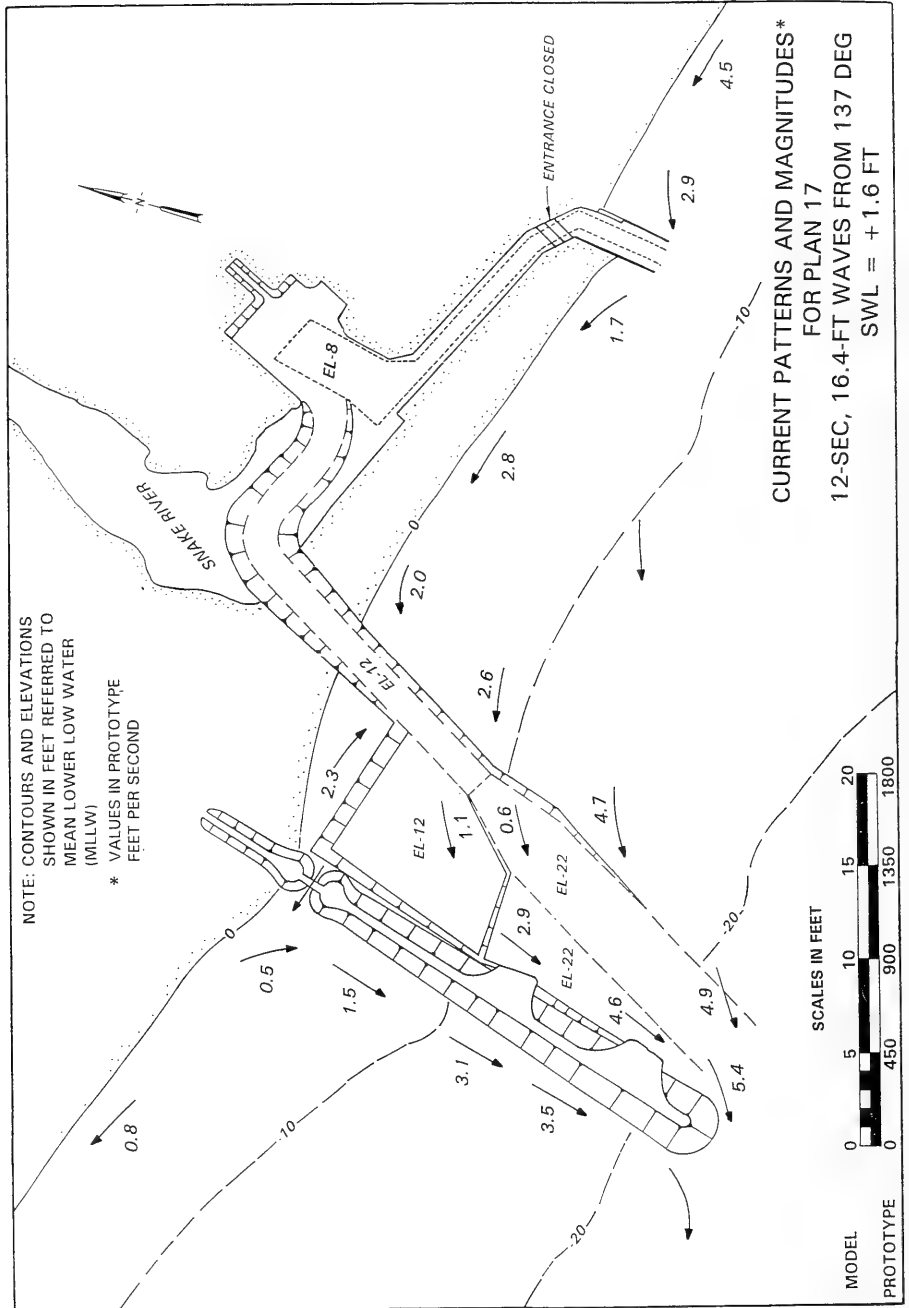 NOTE: CONTOURS AND ELEVATIONS
SHOWN IN FEET REFERRED TO
MEAN LOWER LOW WATER
(MLLW)
* VALUES IN PROTOTYPE
FEET PER SECOND
-N-
SNAKE RIVER
EL-8
ENTRANCE CLOSED
4.5
2.9
1.7
2.8
2.0
2.6
4.7
0
-10
-20
EL-12
EL-12
2.3
1.1
0.6
EL-22
2.9
EL-22
4.6
4.9
5.4
0
0.5
1.5
3.1
3.5
0.8
-10
-20
CURRENT PATTERNS AND MAGNITUDES*
FOR PLAN 17
12-SEC, 16.4-FT WAVES FROM 137 DEG
SWL = +1.6 FT
SCALES IN FEET
MODEL 0 5 10 15 20
PROTOTYPE 0 450 900 1350 1800